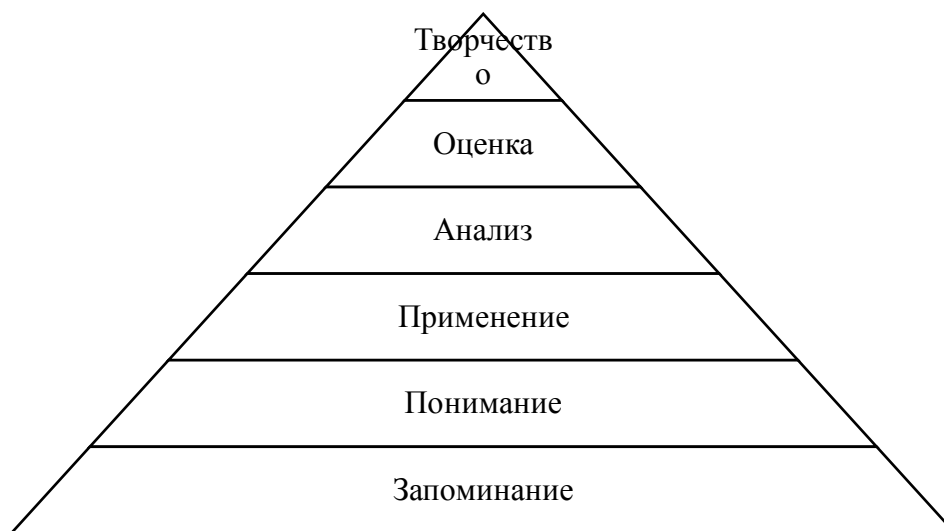 Творчеств
о
Оценка
Анализ
Применение
Понимание
Запоминание